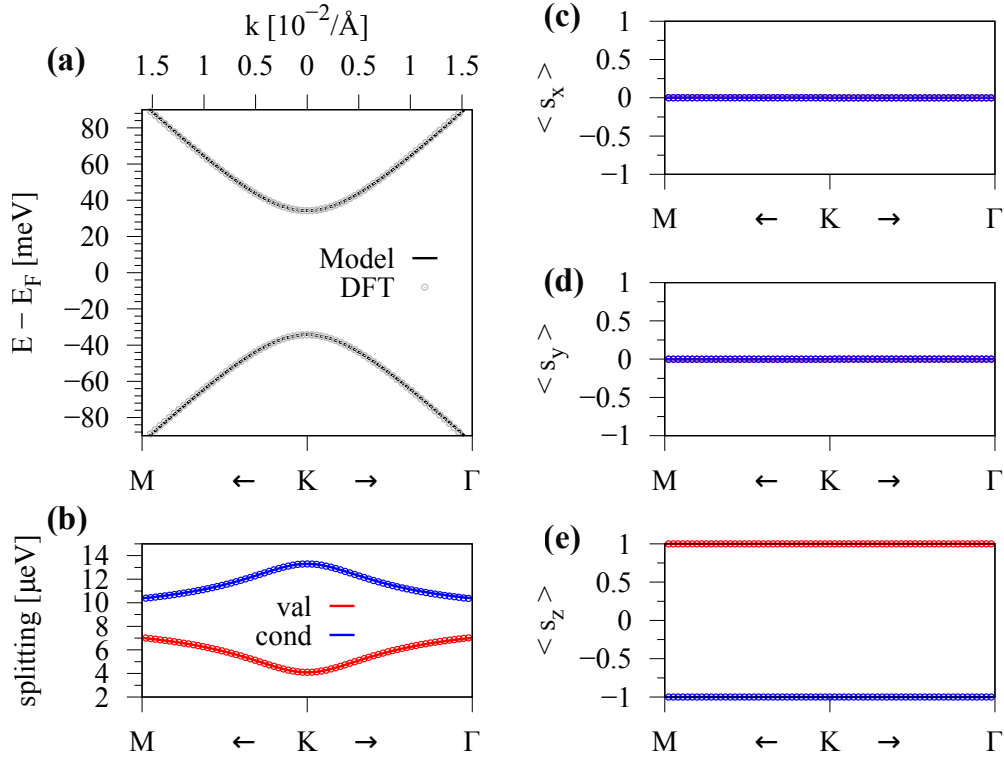 (a)
k [10⁻²/Å]
1.5 1 0.5 0 0.5 1 1.5
E − E_F [meV]
80
60
40
20
0
−20
−40
−60
−80
Model
DFT
M ← K → Γ
(b)
splitting [μeV]
14
12
10
8
6
4
2
val
cond
M ← K → Γ
(c)
< s_x >
1
0.5
0
−0.5
−1
M ← K → Γ
(d)
< s_y >
1
0.5
0
−0.5
−1
M ← K → Γ
(e)
< s_z >
1
0.5
0
−0.5
−1
M ← K → Γ